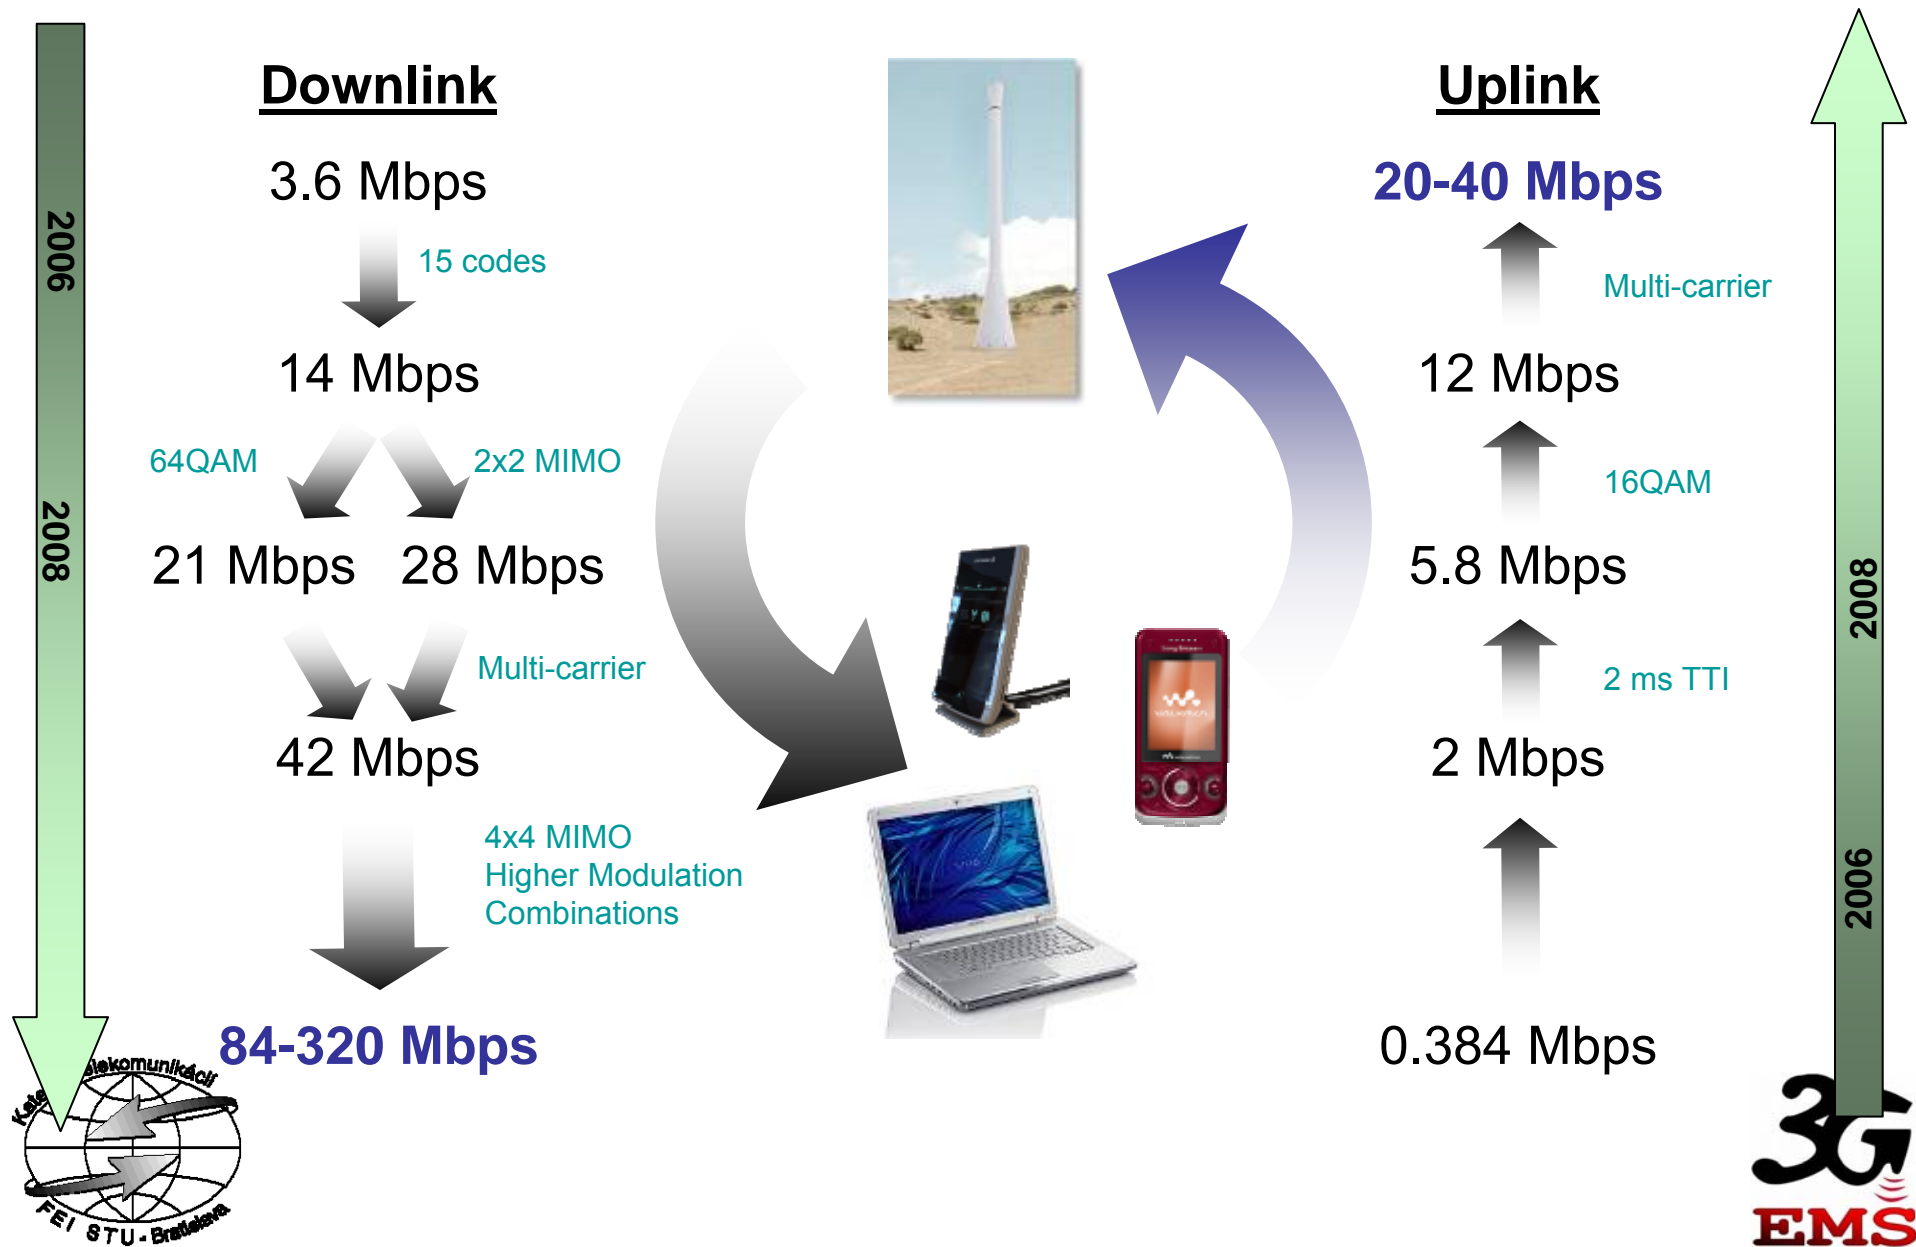 Downlink
3.6 Mbps
15 codes
14 Mbps
64QAM
2x2 MIMO
21 Mbps
28 Mbps
Multi-carrier
42 Mbps
4x4 MIMO
Higher Modulation
Combinations
84-320 Mbps
2006
2008
Uplink
20-40 Mbps
Multi-carrier
12 Mbps
16QAM
5.8 Mbps
2 ms TTI
2 Mbps
0.384 Mbps
2008
2006
FEI STU - Bratislava
3G
EMS